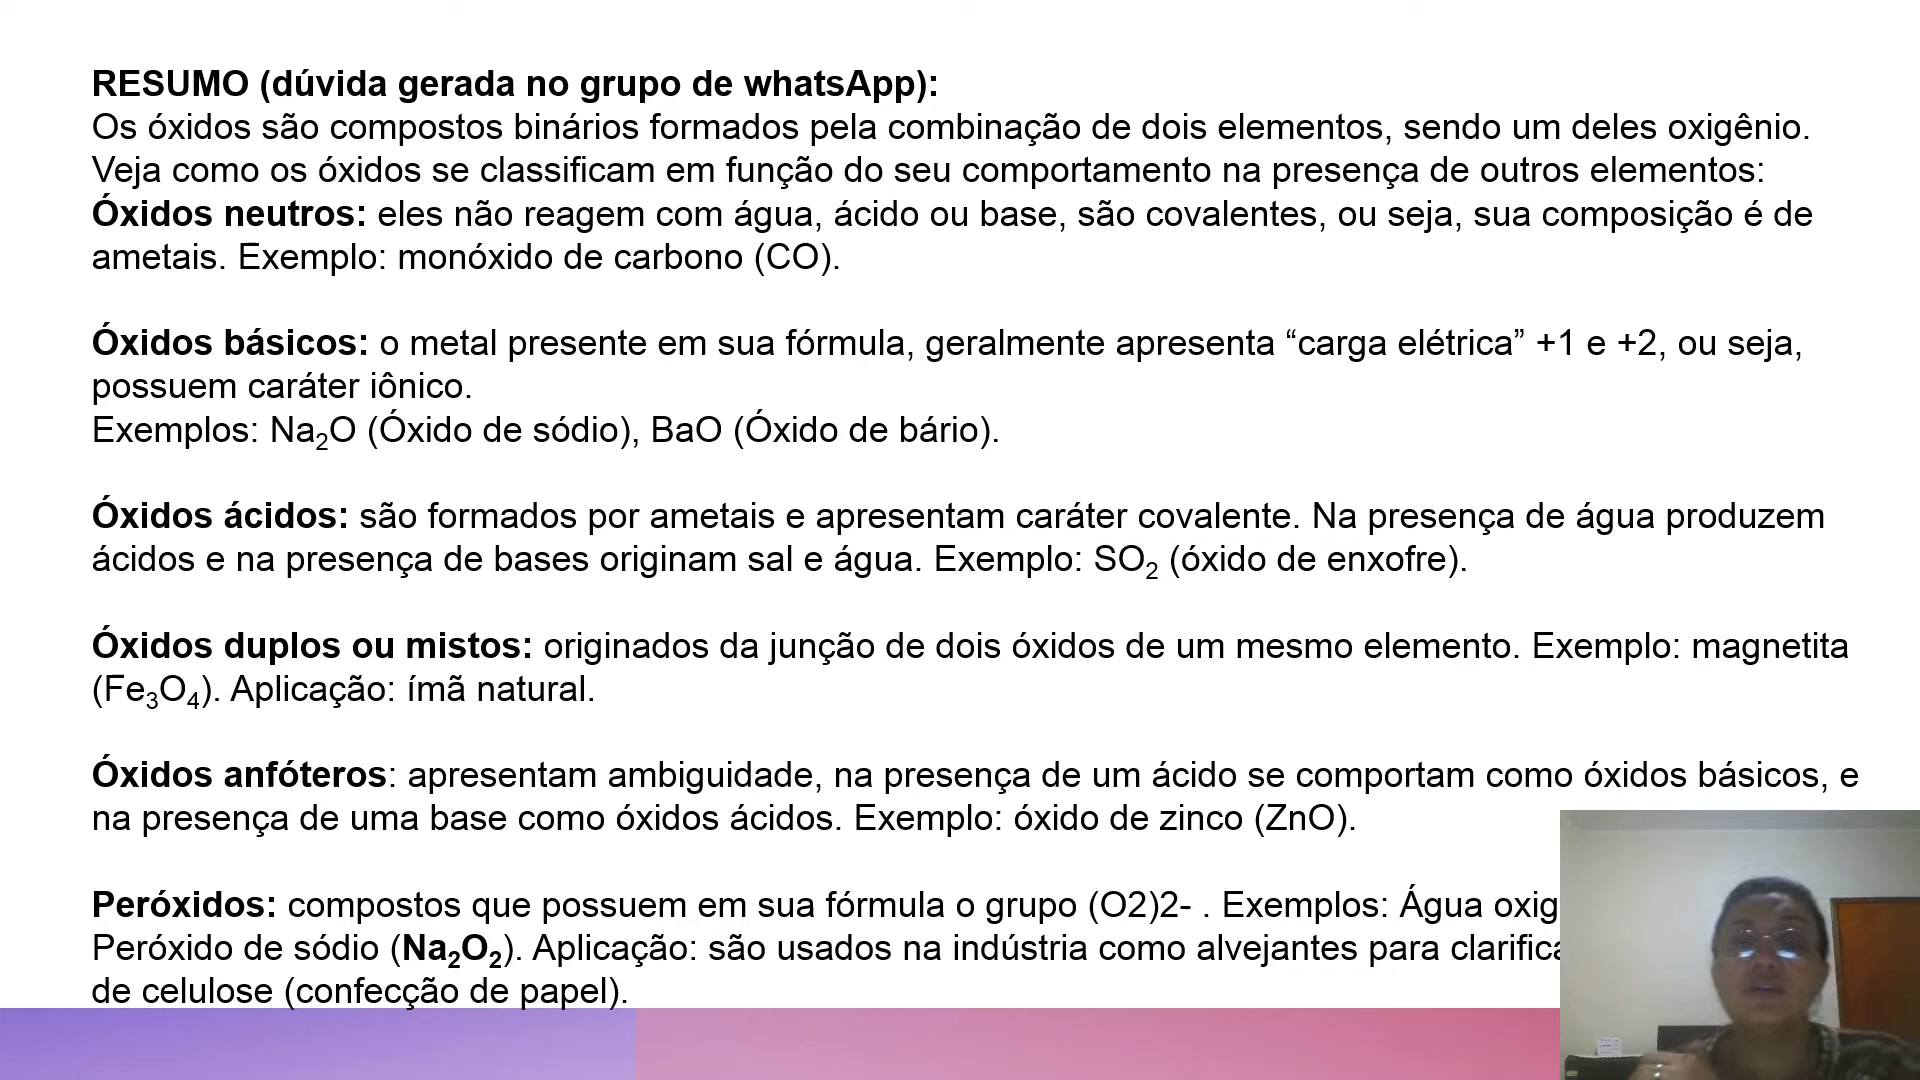 RESUMO (dúvida gerada no grupo de whatsApp):
Os óxidos são compostos binários formados pela combinação de dois elementos, sendo um deles oxigênio.
Veja como os óxidos se classificam em função do seu comportamento na presença de outros elementos:
Óxidos neutros: eles não reagem com água, ácido ou base, são covalentes, ou seja, sua composição é de
ametais. Exemplo: monóxido de carbono (CO).
Óxidos básicos: o metal presente em sua fórmula, geralmente apresenta “carga elétrica” +1 e +2, ou seja,
possuem caráter iônico.
Exemplos: Na₂O (Óxido de sódio), BaO (Óxido de bário).
Óxidos ácidos: são formados por ametais e apresentam caráter covalente. Na presença de água produzem
ácidos e na presença de bases originam sal e água. Exemplo: SO₂ (óxido de enxofre).
Óxidos duplos ou mistos: originados da junção de dois óxidos de um mesmo elemento. Exemplo: magnetita
(Fe₃O₄). Aplicação: ímã natural.
Óxidos anfóteros: apresentam ambiguidade, na presença de um ácido se comportam como óxidos básicos, e
na presença de uma base como óxidos ácidos. Exemplo: óxido de zinco (ZnO).
Peróxidos: compostos que possuem em sua fórmula o grupo (O2)2- . Exemplos: Água
Peróxido de sódio (Na₂O₂). Aplicação: são usados na indústria como alvejantes para
de celulose (confecção de papel).